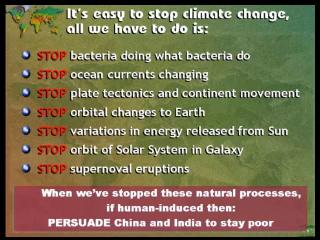 It's easy to stop climate change,
all we have to do is:
STOP bacteria doing what bacteria do
STOP ocean currents changing
STOP plate tectonics and continent movement
STOP orbital changes to Earth
STOP variations in energy released from Sun
STOP orbit of Solar System in Galaxy
STOP supernoval eruptions
When we've stopped these natural processes,
if human-induced then:
PERSUADE China and India to stay poor